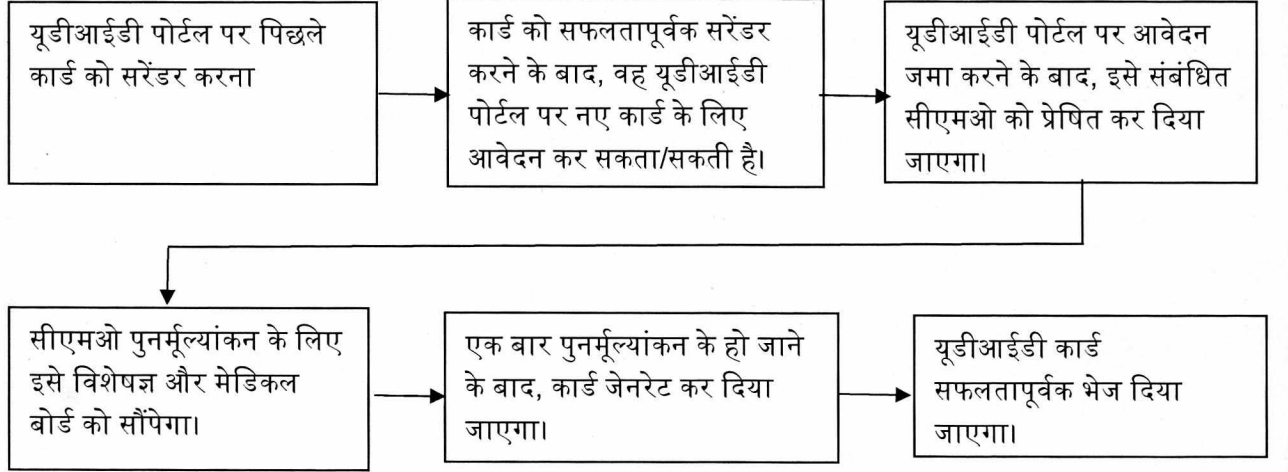 यूडीआईडी पोर्टल पर पिछले
कार्ड को सरेंडर करना
कार्ड को सफलतापूर्वक सरेंडर
करने के बाद, वह यूडीआईडी
पोर्टल पर नए कार्ड के लिए
आवेदन कर सकता/सकती है।
यूडीआईडी पोर्टल पर आवेदन
जमा करने के बाद, इसे संबंधित
सीएमओ को प्रेषित कर दिया
जाएगा।
सीएमओ पुनर्मूल्यांकन के लिए
इसे विशेषज्ञ और मेडिकल
बोर्ड को सौंपेगा।
एक बार पुनर्मूल्यांकन के हो जाने
के बाद, कार्ड जेनरेट कर दिया
जाएगा।
यूडीआईडी कार्ड
सफलतापूर्वक भेज दिया
जाएगा।